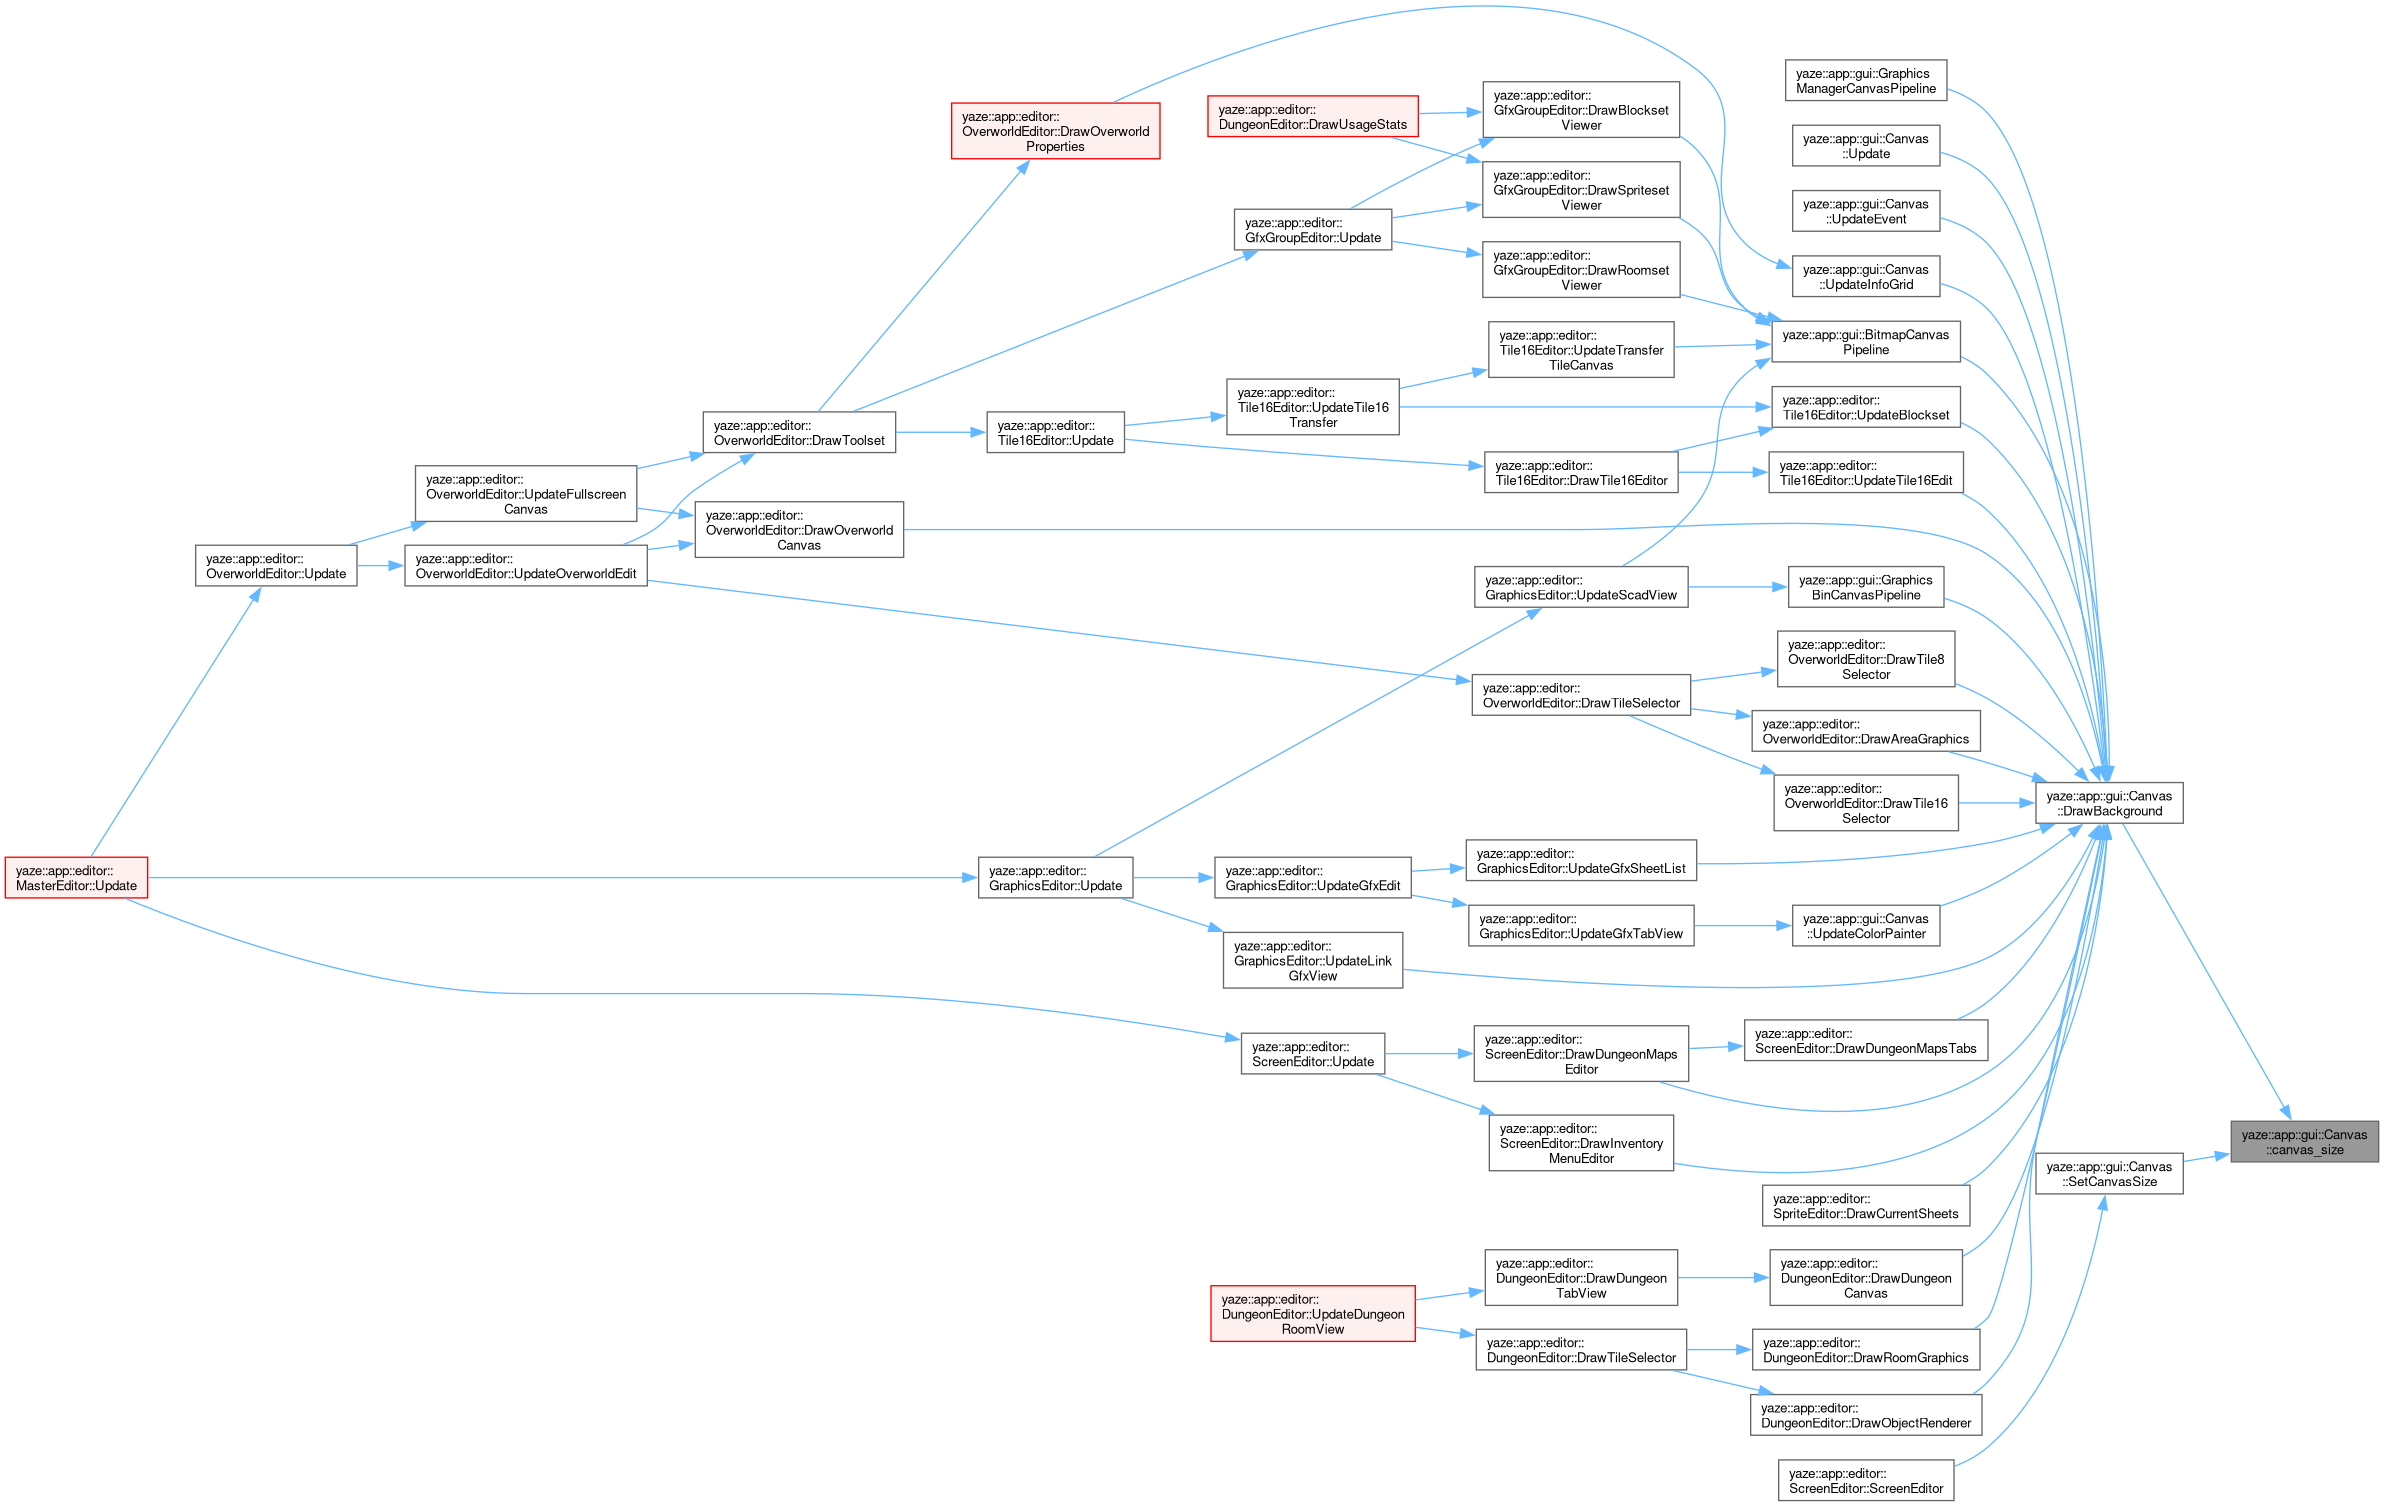 yaze::app::gui::Graphics
ManagerCanvasPipeline
yaze::app::editor::
GfxGroupEditor::DrawBlockset
Viewer
yaze::app::editor::
DungeonEditor::DrawUsageStats
yaze::app::editor::
OverworldEditor::DrawOverworld
Properties
yaze::app::gui::Canvas
::Update
yaze::app::editor::
GfxGroupEditor::DrawSpriteset
Viewer
yaze::app::gui::Canvas
::UpdateEvent
yaze::app::editor::
GfxGroupEditor::Update
yaze::app::editor::
GfxGroupEditor::DrawRoomset
Viewer
yaze::app::gui::Canvas
::UpdateInfoGrid
yaze::app::gui::BitmapCanvas
Pipeline
yaze::app::editor::
Tile16Editor::UpdateTransfer
TileCanvas
yaze::app::editor::
Tile16Editor::UpdateTile16
Transfer
yaze::app::editor::
Tile16Editor::UpdateBlockset
yaze::app::editor::
OverworldEditor::DrawToolset
yaze::app::editor::
Tile16Editor::Update
yaze::app::editor::
Tile16Editor::DrawTile16Editor
yaze::app::editor::
Tile16Editor::UpdateTile16Edit
yaze::app::editor::
OverworldEditor::UpdateFullscreen
Canvas
yaze::app::editor::
OverworldEditor::DrawOverworld
Canvas
yaze::app::editor::
OverworldEditor::Update
yaze::app::editor::
OverworldEditor::UpdateOverworldEdit
yaze::app::editor::
GraphicsEditor::UpdateScadView
yaze::app::gui::Graphics
BinCanvasPipeline
yaze::app::editor::
OverworldEditor::DrawTile8
Selector
yaze::app::editor::
OverworldEditor::DrawTileSelector
yaze::app::editor::
OverworldEditor::DrawAreaGraphics
yaze::app::editor::
OverworldEditor::DrawTile16
Selector
yaze::app::gui::Canvas
::DrawBackground
yaze::app::editor::
MasterEditor::Update
yaze::app::editor::
GraphicsEditor::Update
yaze::app::editor::
GraphicsEditor::UpdateGfxEdit
yaze::app::editor::
GraphicsEditor::UpdateGfxSheetList
yaze::app::editor::
GraphicsEditor::UpdateGfxTabView
yaze::app::gui::Canvas
::UpdateColorPainter
yaze::app::editor::
GraphicsEditor::UpdateLink
GfxView
yaze::app::editor::
ScreenEditor::Update
yaze::app::editor::
ScreenEditor::DrawDungeonMaps
Editor
yaze::app::editor::
ScreenEditor::DrawDungeonMapsTabs
yaze::app::editor::
ScreenEditor::DrawInventory
MenuEditor
yaze::app::gui::Canvas
::canvas_size
yaze::app::gui::Canvas
::SetCanvasSize
yaze::app::editor::
SpriteEditor::DrawCurrentSheets
yaze::app::editor::
DungeonEditor::DrawDungeon
TabView
yaze::app::editor::
DungeonEditor::DrawDungeon
Canvas
yaze::app::editor::
DungeonEditor::UpdateDungeon
RoomView
yaze::app::editor::
DungeonEditor::DrawTileSelector
yaze::app::editor::
DungeonEditor::DrawRoomGraphics
yaze::app::editor::
DungeonEditor::DrawObjectRenderer
yaze::app::editor::
ScreenEditor::ScreenEditor